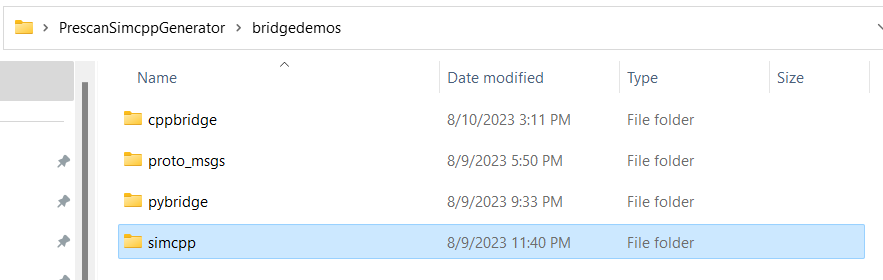 PrescanSimcppGenerator > bridgedemos
Name Date modified Type Size
cppbridge 8/10/2023 3:11 PM File folder
proto_msgs 8/9/2023 5:50 PM File folder
pybridge 8/9/2023 9:33 PM File folder
simcpp 8/9/2023 11:40 PM File folder